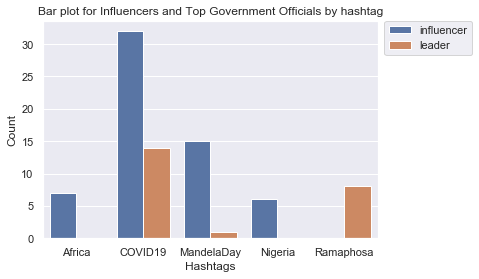 Bar plot for Influencers and Top Government Officials by hashtag
influencer
leader
Count
30
25
20
15
10
5
0
Africa COVID19 MandelaDay Nigeria Ramaphosa
Hashtags